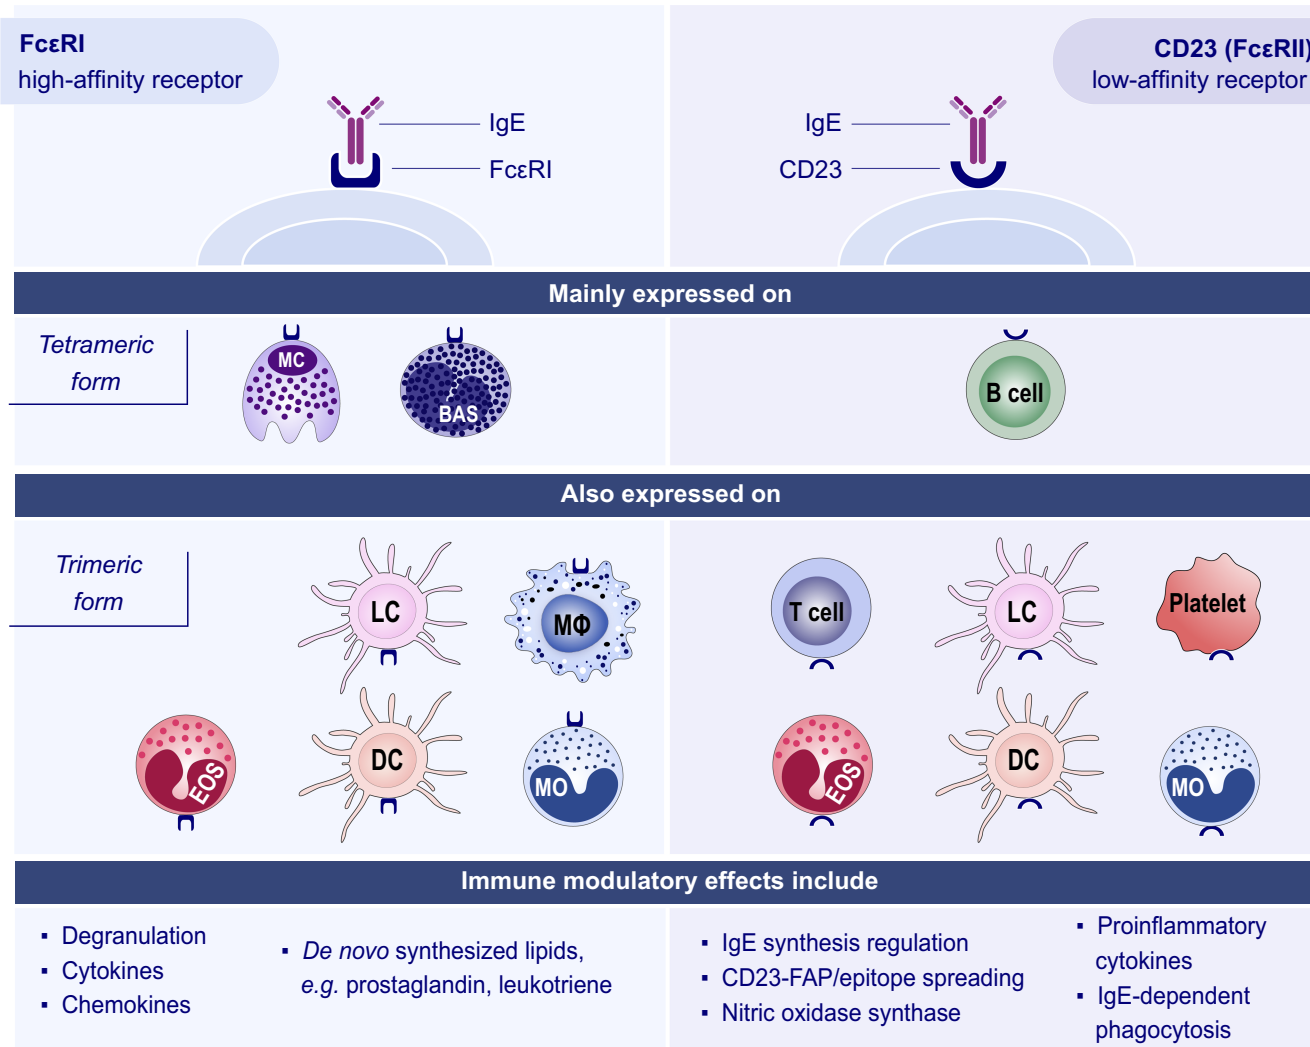 FcεRI
high-affinity receptor
IgE
FcεRI
CD23 (FcεRII)
low-affinity receptor
IgE
CD23
Mainly expressed on
Tetrameric
form
MC
BAS
B cell
Also expressed on
Trimeric
form
LC
MΦ
EOS
DC
MO
T cell
LC
Platelet
EOS
DC
MO
Immune modulatory effects include
▪ Degranulation
▪ Cytokines
▪ Chemokines
▪ De novo synthesized lipids,
e.g. prostaglandin, leukotriene
▪ IgE synthesis regulation
▪ CD23-FAP/epitope spreading
▪ Nitric oxidase synthase
▪ Proinflammatory
cytokines
▪ IgE-dependent
phagocytosis